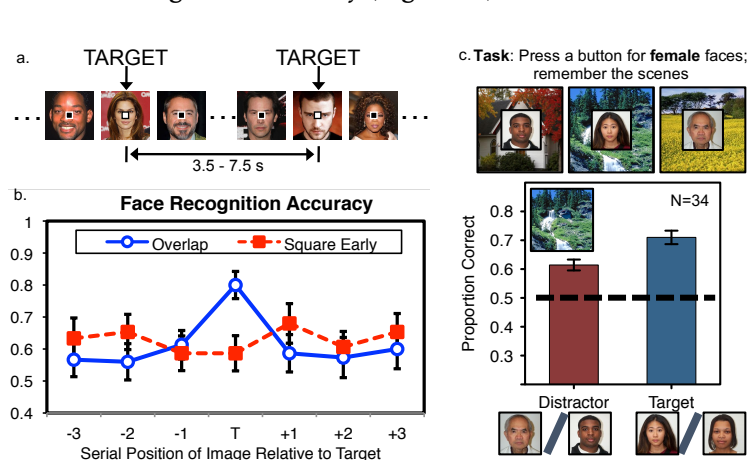 a.
TARGET TARGET
3.5 - 7.5 s
b.
Face Recognition Accuracy
Overlap Square Early
1
0.9
0.8
0.7
0.6
0.5
0.4
-3 -2 -1 T +1 +2 +3
Serial Position of Image Relative to Target
c. Task: Press a button for female faces;
remember the scenes
N=34
Proportion Correct
0.8
0.7
0.6
0.5
0.4
0.3
Distractor Target